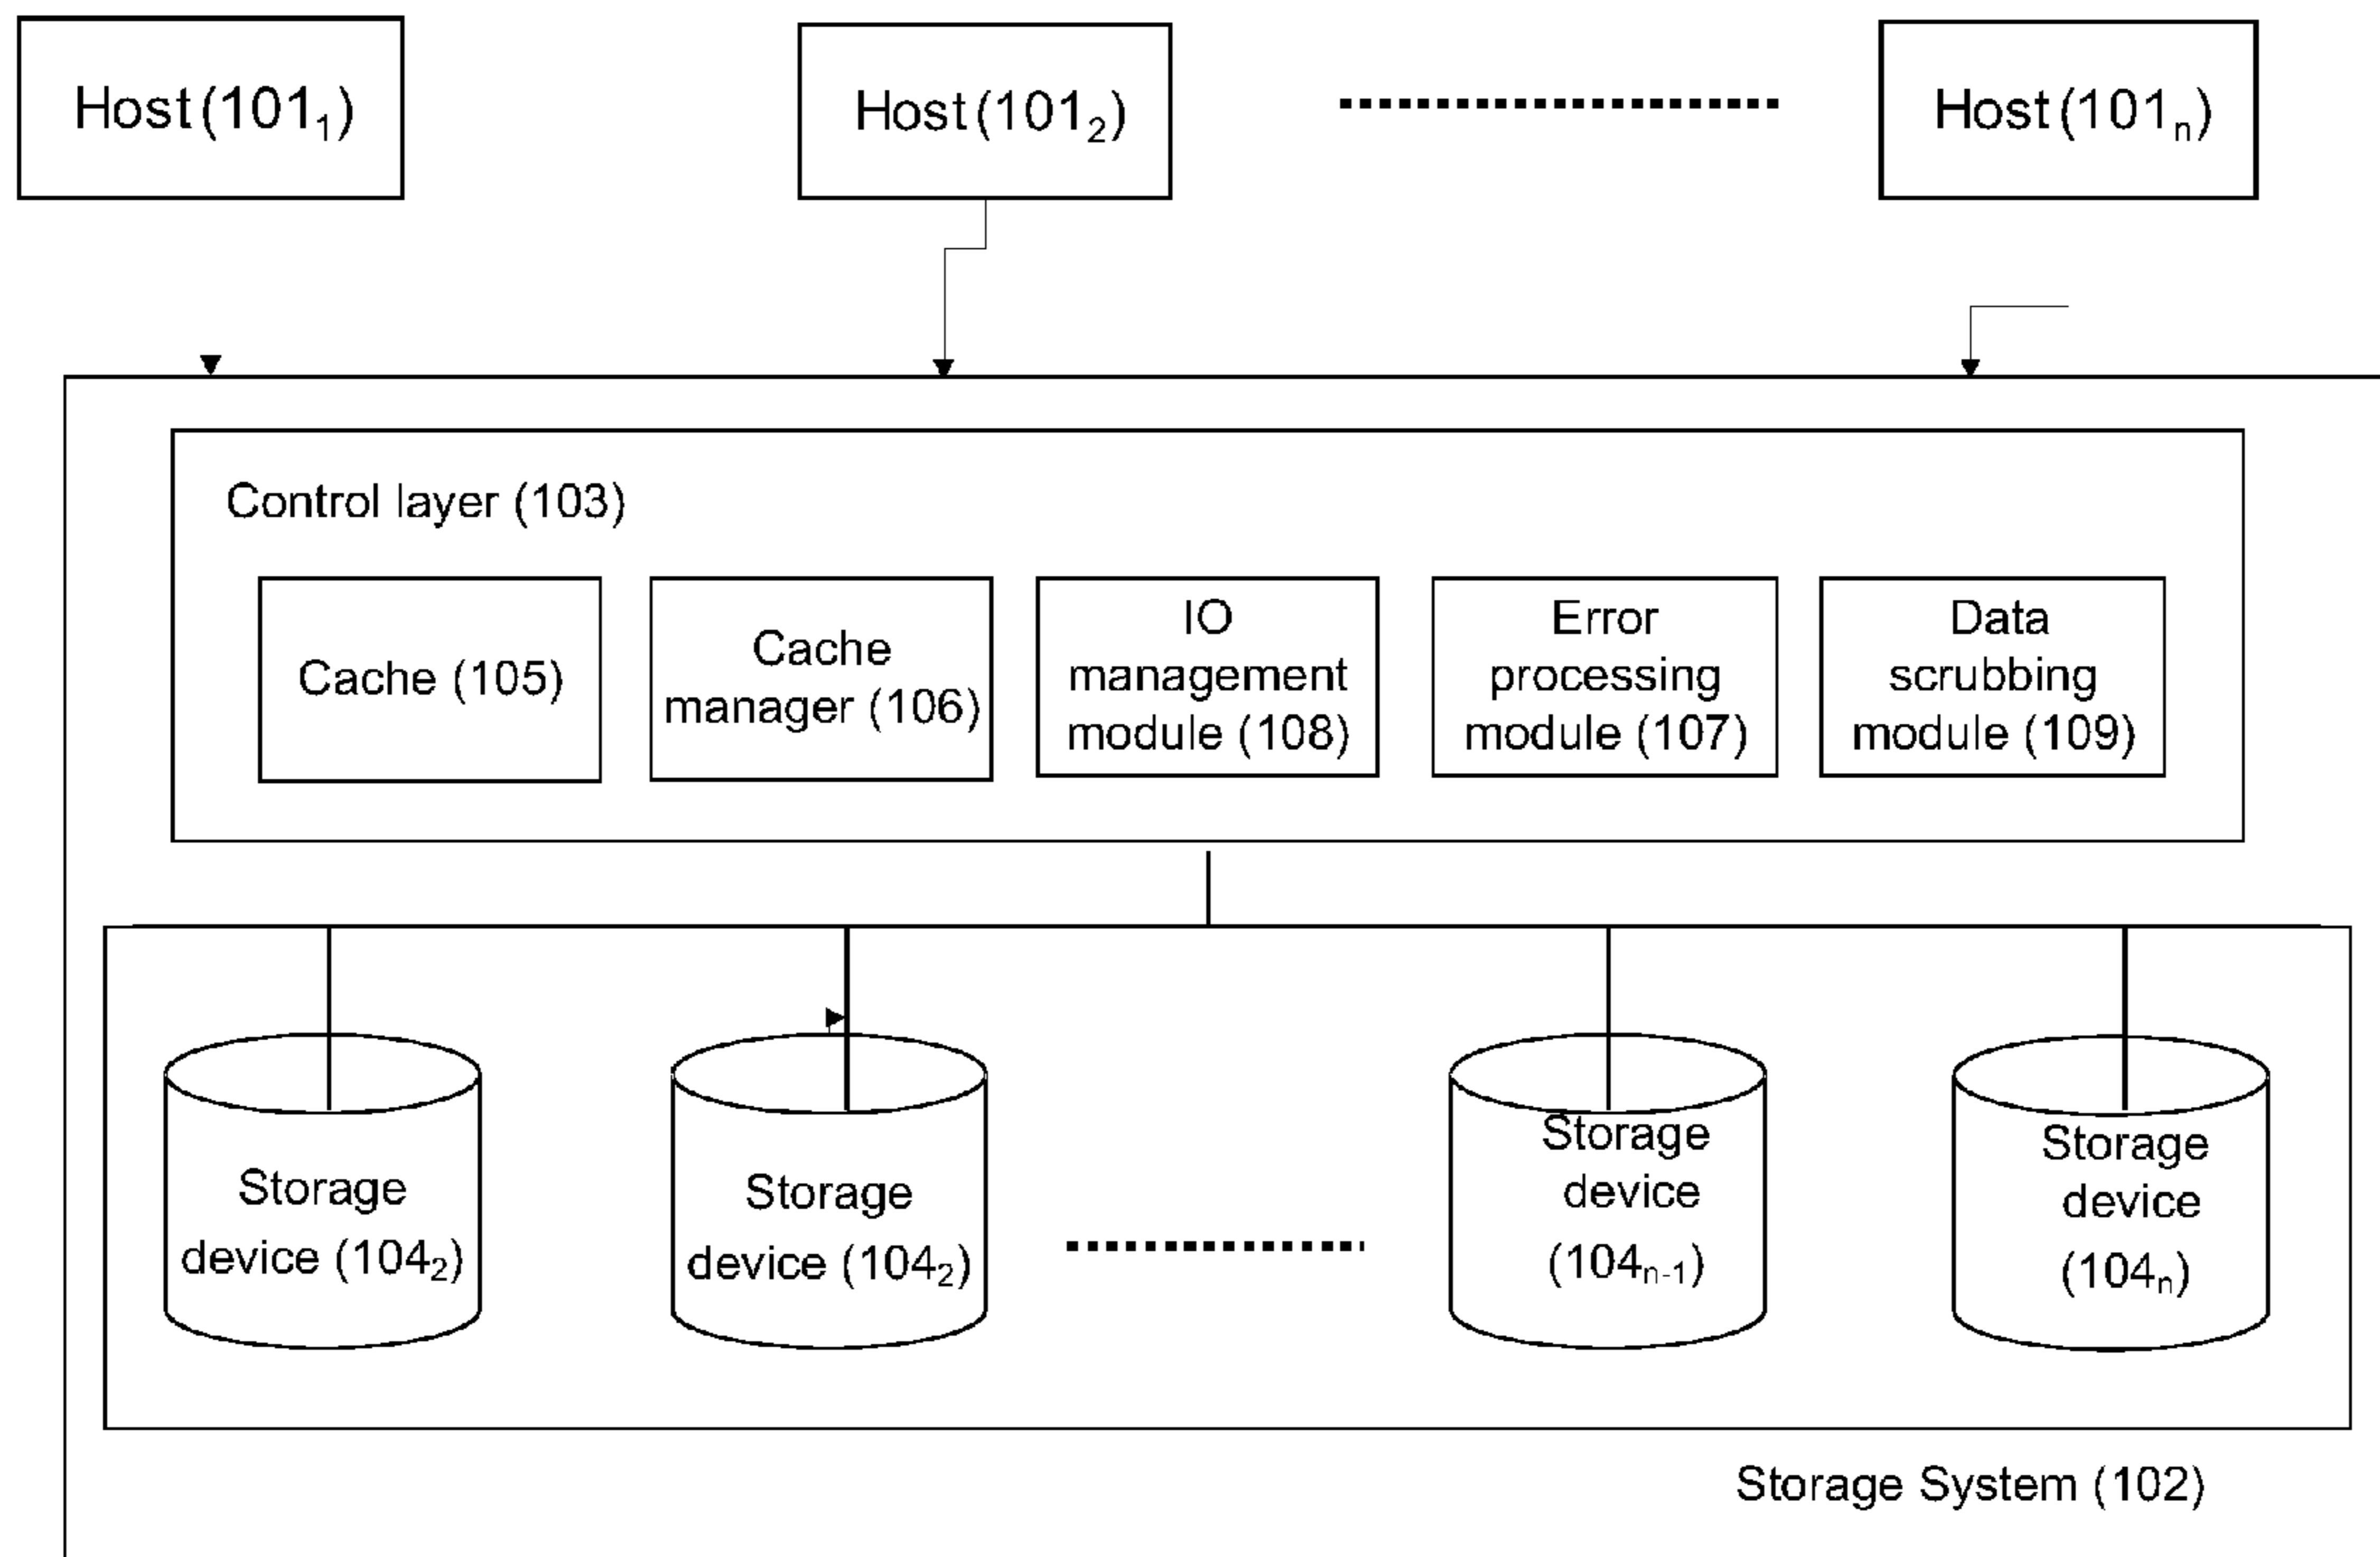 Host (101₁)
Host (101₂)
Host (101ₙ)
Control layer (103)
Cache (105)
Cache
manager (106)
IO
management
module (108)
Error
processing
module (107)
Data
scrubbing
module (109)
Storage
device (104₂)
Storage
device (104₂)
Storage
device
(104ₙ₋₁)
Storage
device
(104ₙ)
Storage System (102)